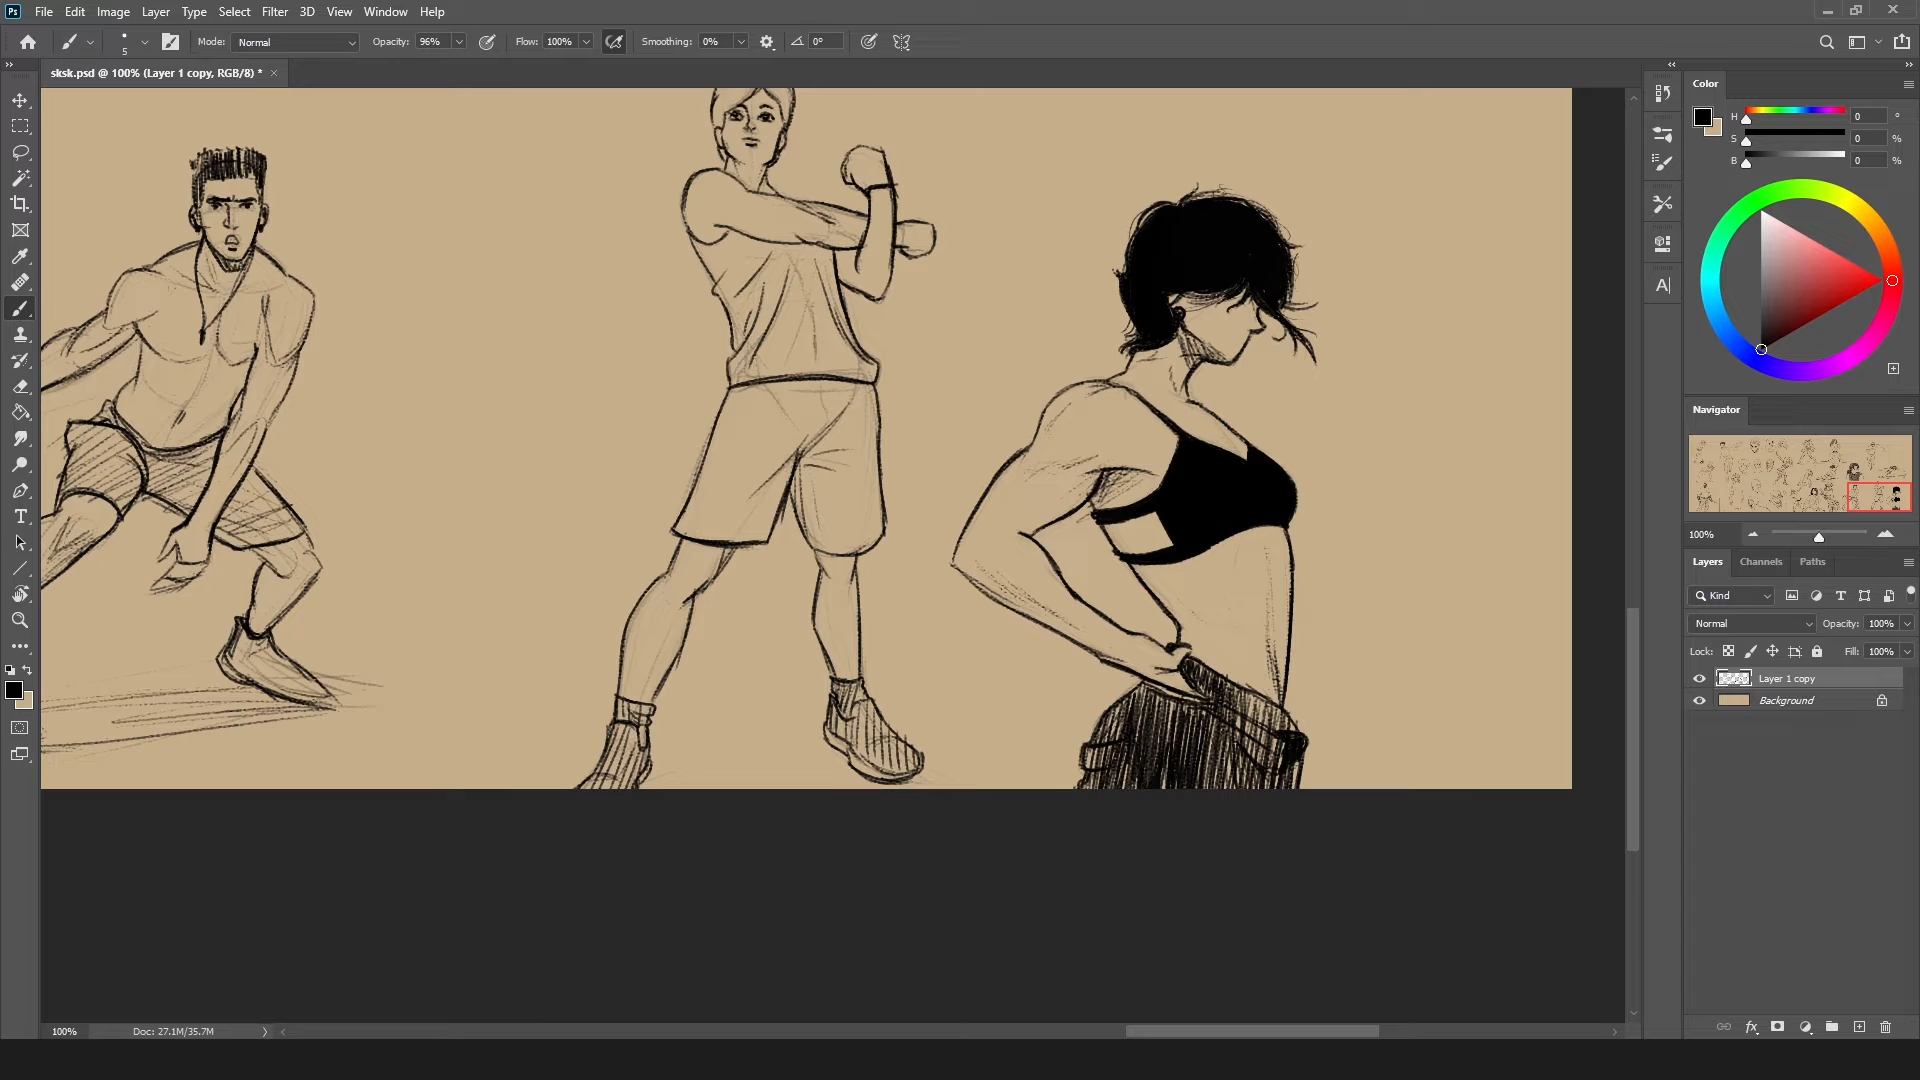 Ps File Edit Image Layer Type Select Filter 3D View Window Help
5 Mode: Normal Opacity: 96% Flow: 100% Smoothing: 0% 0°
sksk.psd @ 100% (Layer 1 copy, RGB/8) *
Color
H 0 °
S 0 %
B 0 %
Navigator
100%
Layers Channels Paths
Kind
Normal Opacity: 100%
Lock: Fill: 100%
Layer 1 copy
Background
100% Doc: 27.1M/35.7M